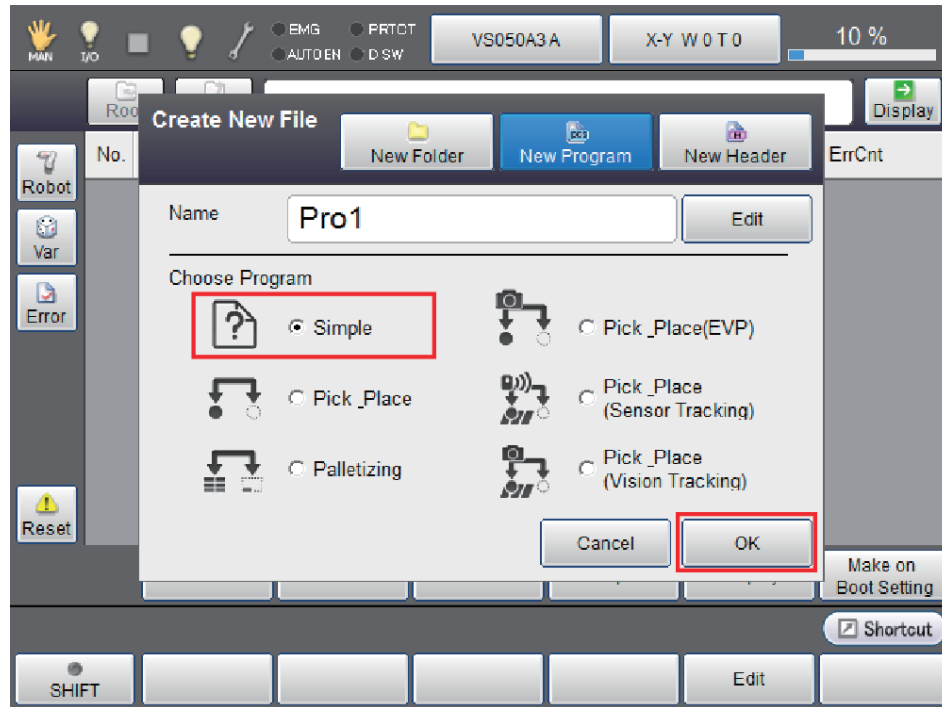 MAN
I/O
EMG
PRTCT
AUTOEN
DSW
VS050A3A
X-Y W0T0
10 %
Display
Create New File
New Folder
New Program
New Header
No.
ErrCnt
Robot
Var
Error
Reset
Name
Pro1
Edit
Choose Program
Simple
Pick_Place(EVP)
Pick_Place
Pick_Place
(Sensor Tracking)
Palletizing
Pick_Place
(Vision Tracking)
Cancel
OK
Make on
Boot Setting
Shortcut
SHIFT
Edit